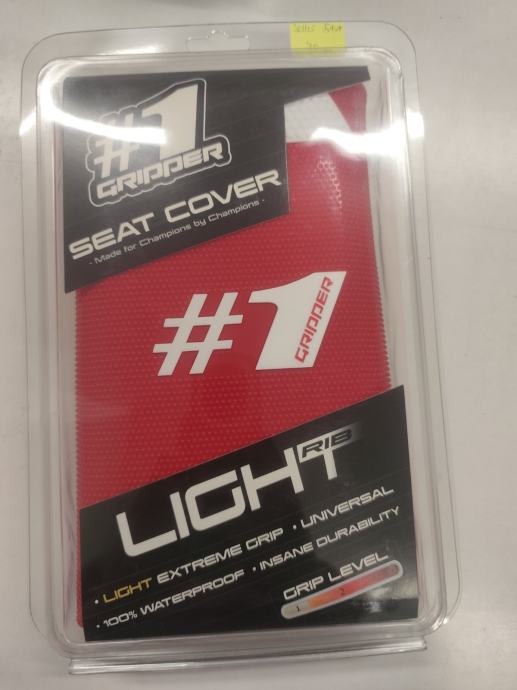 #1
GRIPPER
SEAT COVER
- Made for Champions by Champions -
#1
GRIPPER
LIGHT
RIB
• LIGHT EXTREME GRIP • UNIVERSAL
• 100% WATERPROOF • INSANE DURABILITY
GRIP LEVEL
1 2